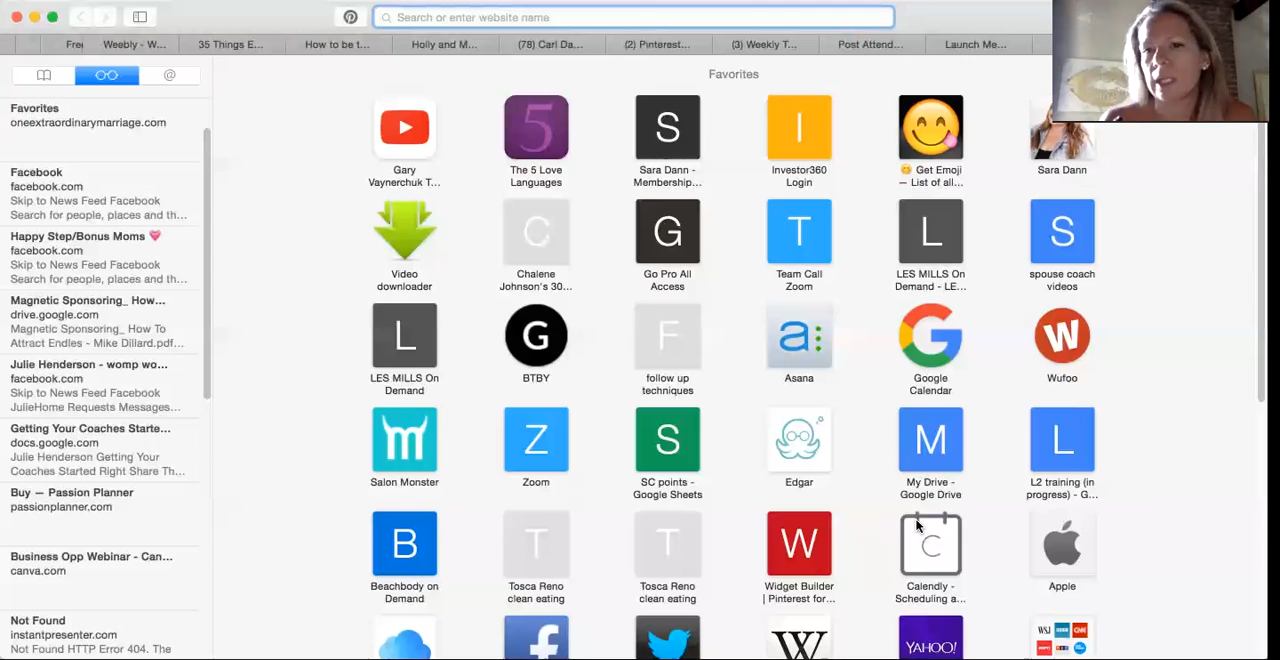 Search or enter website name
Fre
Weebly - W...
35 Things E...
How to be t...
Holly and M...
(78) Carl Da...
(2) Pinterest...
(3) Weekly T...
Post Attend...
Launch Me...
@
Favorites
oneextraordinarymarriage.com
Facebook
facebook.com
Skip to News Feed Facebook
Search for people, places and th...
Happy Step/Bonus Moms 💗
facebook.com
Skip to News Feed Facebook
Search for people, places and th...
Magnetic Sponsoring_ How...
drive.google.com
Magnetic Sponsoring_ How To
Attract Endles - Mike Dillard.pdf...
Julie Henderson - womp wo...
facebook.com
Skip to News Feed Facebook
JulieHome Requests Messages...
Getting Your Coaches Starte...
docs.google.com
Julie Henderson Getting Your
Coaches Started Right Share Th...
Buy — Passion Planner
passionplanner.com
Business Opp Webinar - Can...
canva.com
Not Found
instantpresenter.com
Not Found HTTP Error 404. The
Favorites
5
S
I
Gary
Vaynerchuk T...
The 5 Love
Languages
Sara Dann -
Membership...
Investor360
Login
😋 Get Emoji
— List of all...
Sara Dann
C
G
T
L
S
Video
downloader
Chalene
Johnson's 30...
Go Pro All
Access
Team Call
Zoom
LES MILLS On
Demand - LE...
spouse coach
videos
L
G
F
a:
G
W
LES MILLS On
Demand
BTBY
follow up
techniques
Asana
Google
Calendar
Wufoo
m
Z
S
M
L
Salon Monster
Zoom
SC points -
Google Sheets
Edgar
My Drive -
Google Drive
L2 training (in
progress) - G...
B
T
T
W
C
Beachbody on
Demand
Tosca Reno
clean eating
Tosca Reno
clean eating
Widget Builder
| Pinterest for...
Calendly -
Scheduling a...
Apple
f
W
YAHOO!
WSJ
CNN